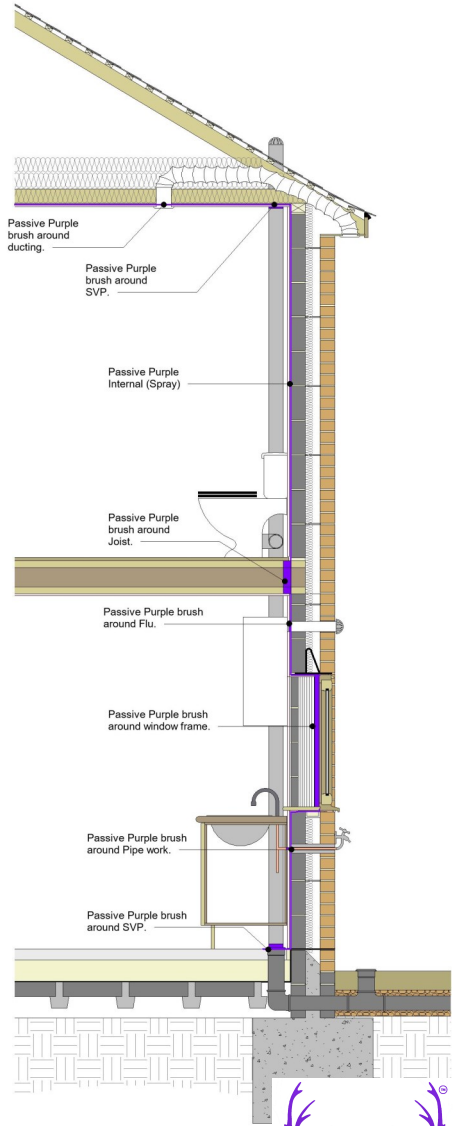 Passive Purple
brush around
ducting.
Passive Purple
brush around
SVP.
Passive Purple
Internal (Spray)
Passive Purple
brush around
Joist.
Passive Purple brush
around Flu.
Passive Purple brush
around window frame.
Passive Purple brush
around Pipe work.
Passive Purple brush
around SVP.